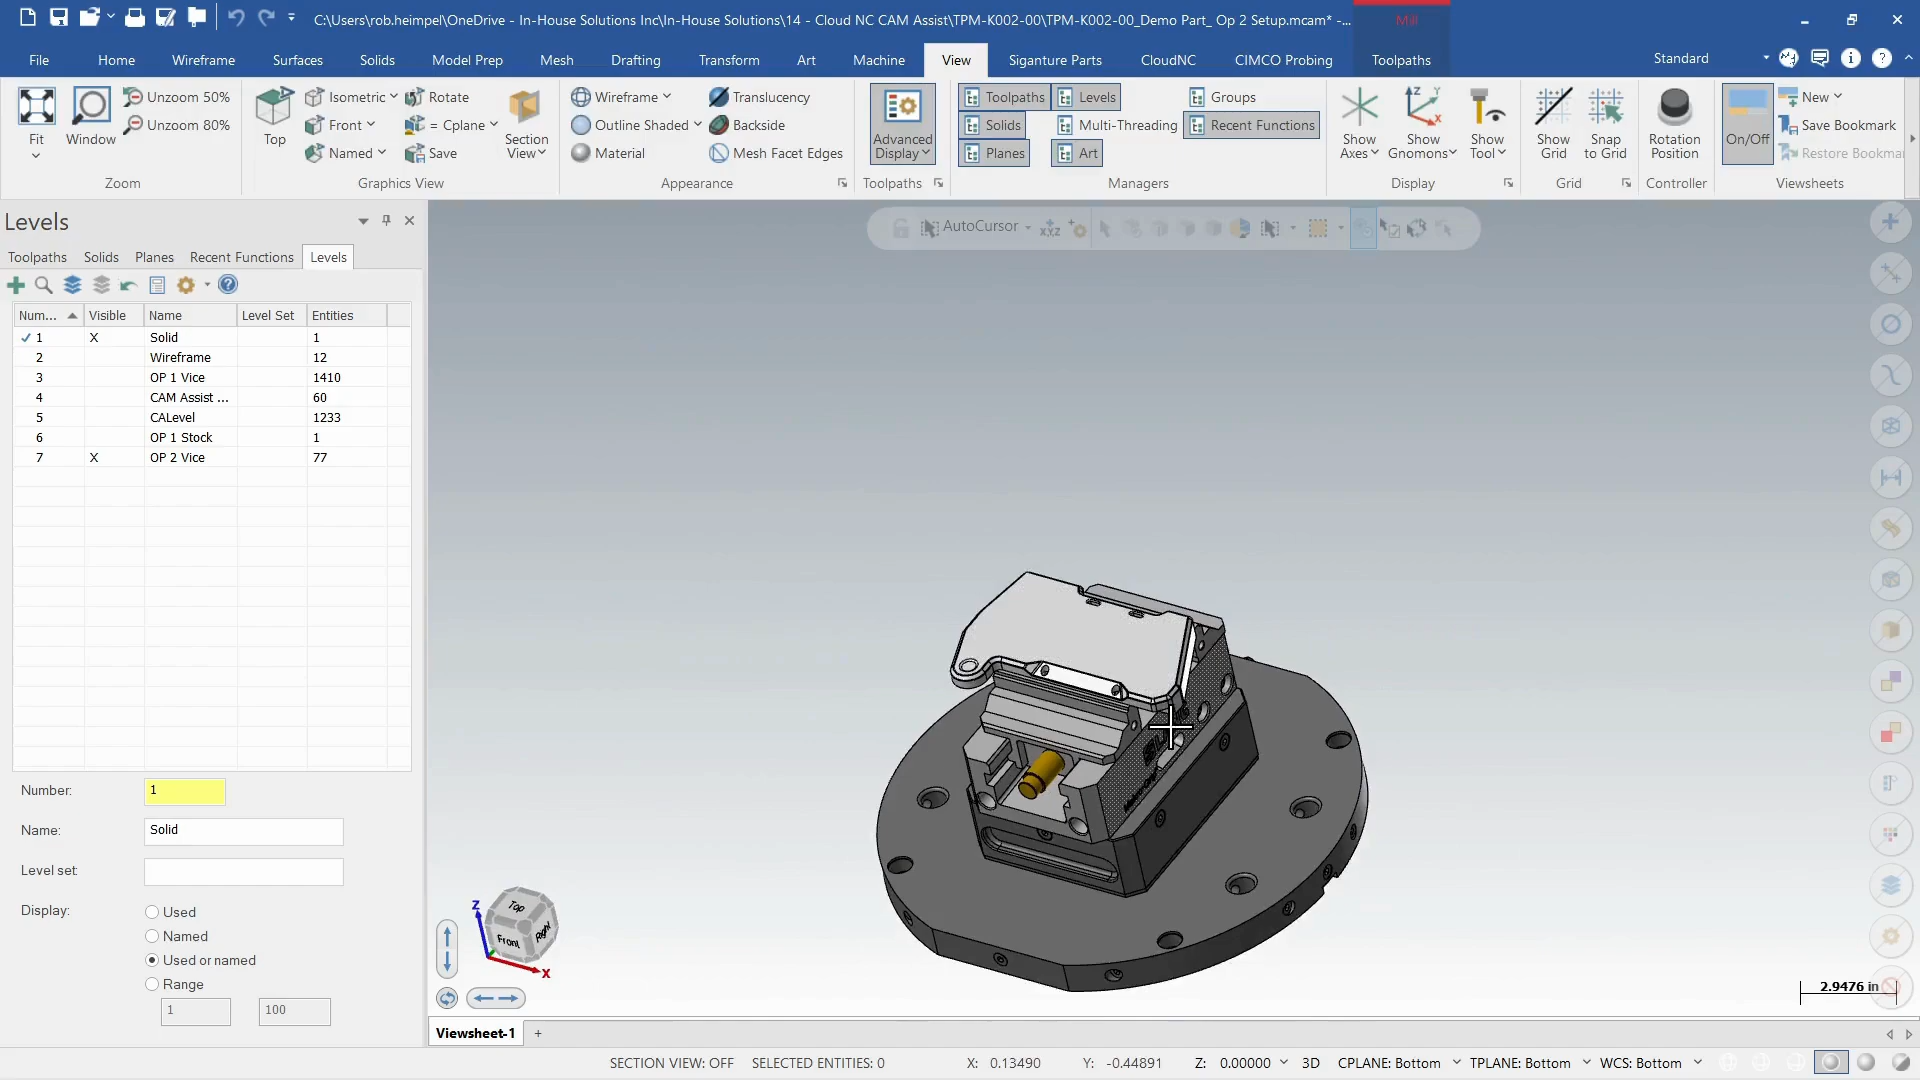 C:\Users\rob.heimpel\OneDrive - In-House Solutions Inc\In-House Solutions\14 - Cloud NC CAM Assist\TPM-K002-00\TPM-K002-00_Demo Part_ Op 2 Setup.mcam* -...
Mill
File Home Wireframe Surfaces Solids Model Prep Mesh Drafting Transform Art Machine View Siganture Parts CloudNC CIMCO Probing Toolpaths
Standard
Fit
Window
Unzoom 50%
Unzoom 80%
Zoom
Top
Isometric
Front
Named
Rotate
= Cplane
Save
Section View
Graphics View
Wireframe
Outline Shaded
Material
Translucency
Backside
Mesh Facet Edges
Appearance
Advanced Display
Toolpaths
Toolpaths
Solids
Planes
Levels
Multi-Threading
Art
Groups
Recent Functions
Managers
Show Axes
Show Gnomons
Show Tool
Display
Show Grid
Snap to Grid
Grid
Rotation Position
Controller
On/Off
New
Save Bookmark
Restore Bookma
Viewsheets
Levels
Toolpaths Solids Planes Recent Functions Levels
Num... Visible Name Level Set Entities
1 X Solid 1
2 Wireframe 12
3 OP 1 Vice 1410
4 CAM Assist ... 60
5 CALevel 1233
6 OP 1 Stock 1
7 X OP 2 Vice 77
Number: 1
Name: Solid
Level set:
Display:
Used
Named
Used or named
Range
1 100
AutoCursor
Top
Front
Right
Z
X
2.9476 in
Viewsheet-1 +
SECTION VIEW: OFF SELECTED ENTITIES: 0 X: 0.13490 Y: -0.44891 Z: 0.00000 3D CPLANE: Bottom TPLANE: Bottom WCS: Bottom